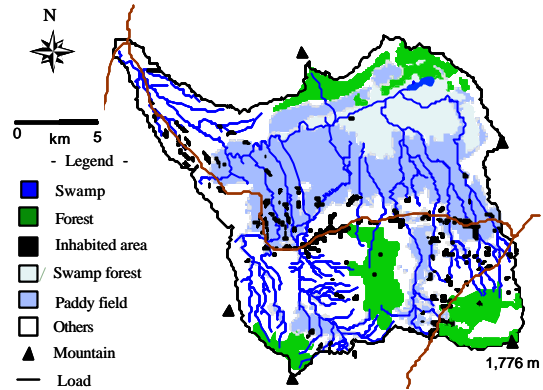 N
0 km 5
- Legend -
Swamp
Forest
Inhabited area
Swamp forest
Paddy field
Others
Mountain
Load
1,776 m